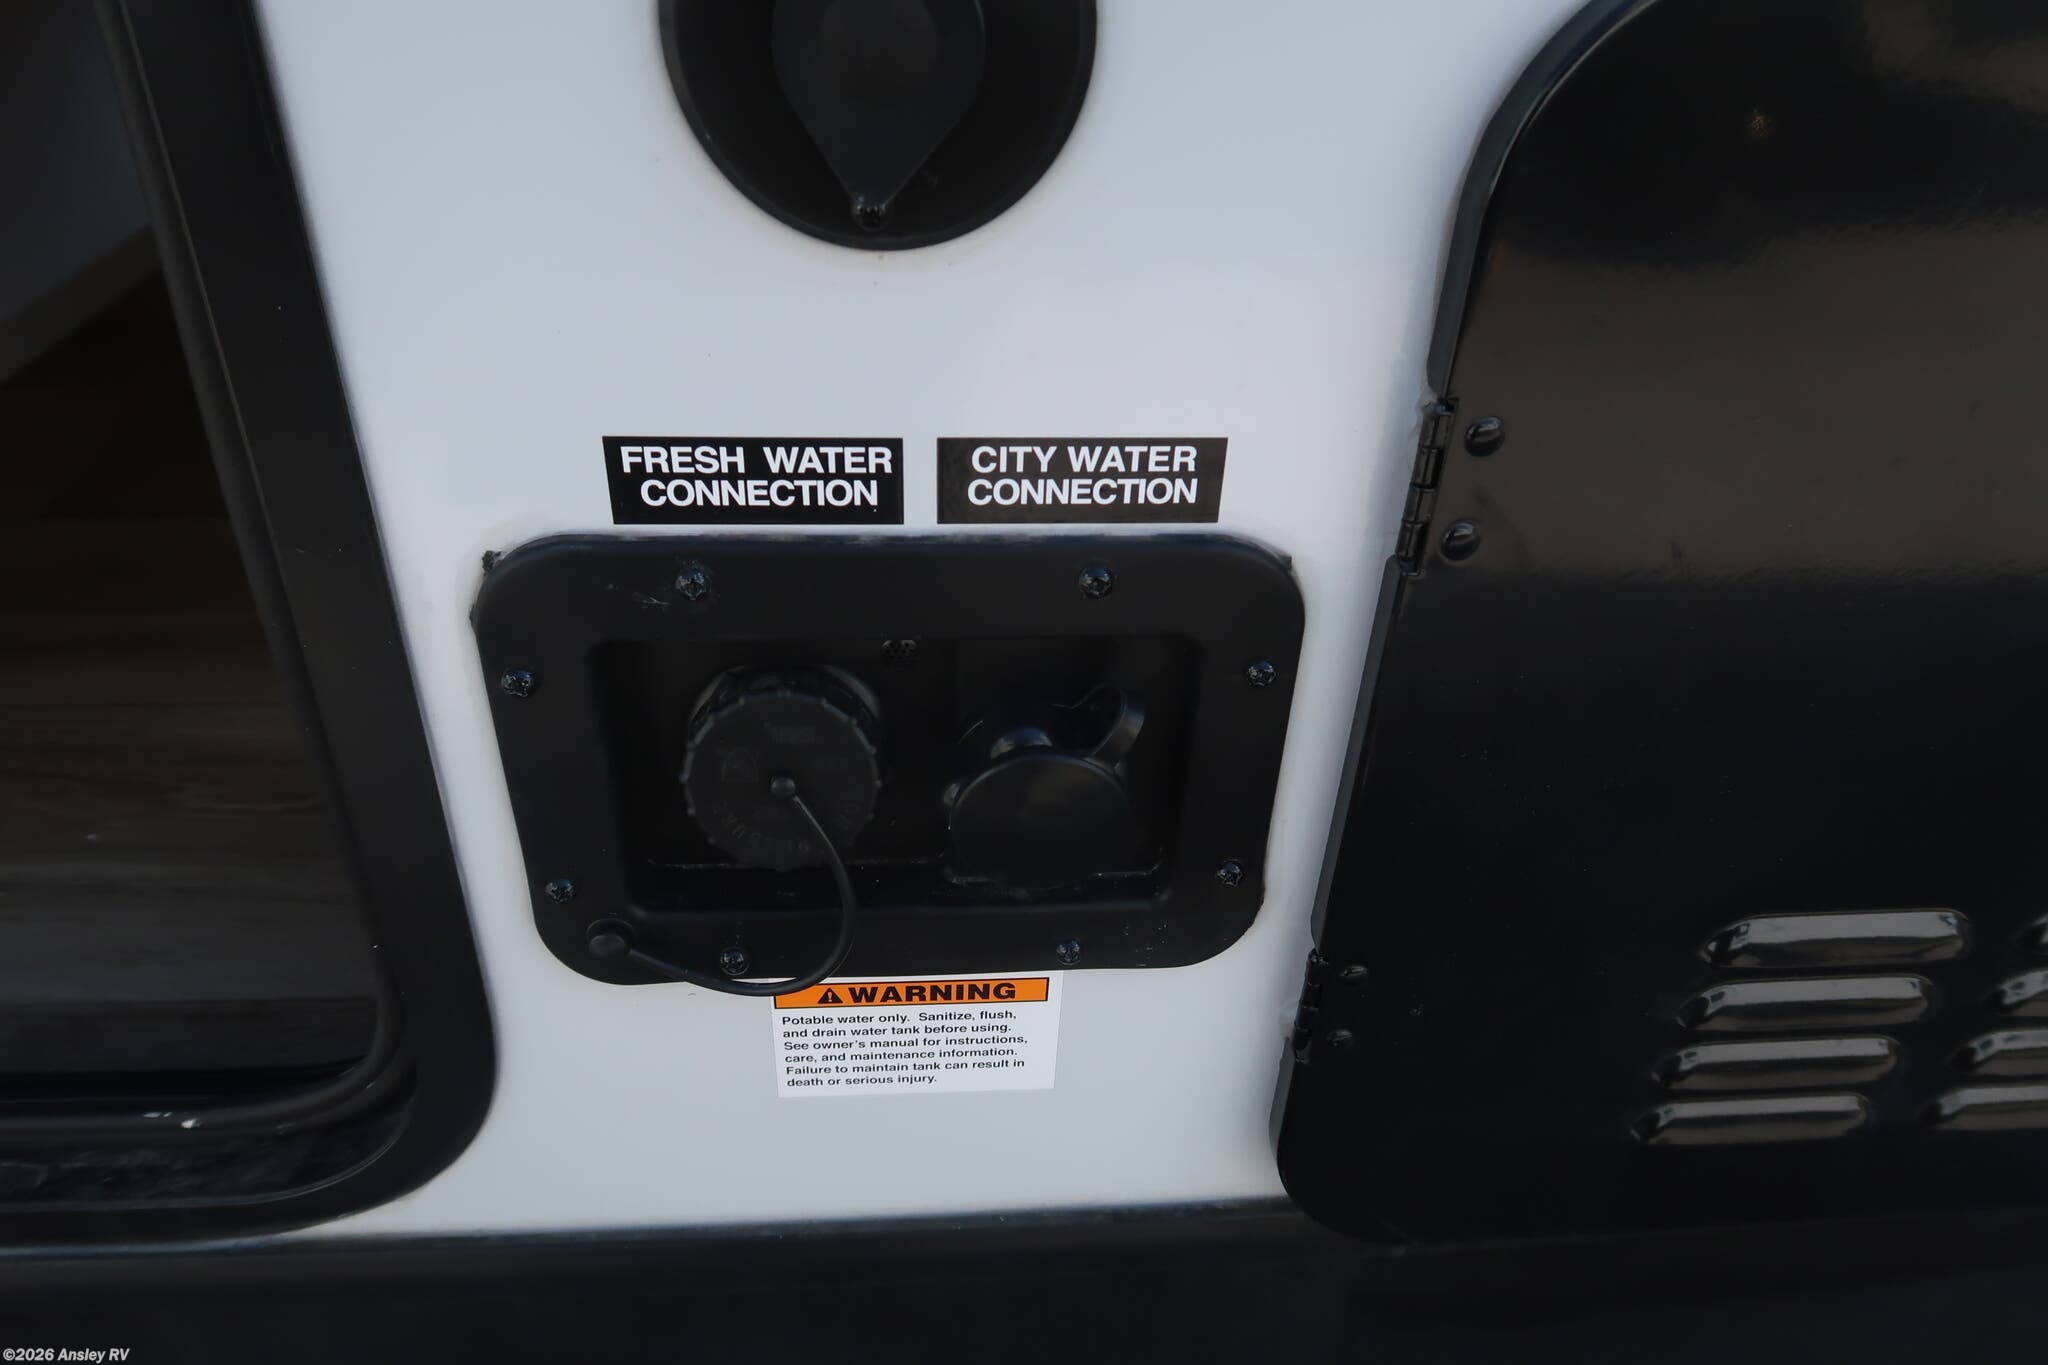 FRESH WATER
CONNECTION
CITY WATER
CONNECTION
WARNING
Potable water only. Sanitize, flush,
and drain water tank before using.
See owner's manual for instructions,
care, and maintenance information.
Failure to maintain tank can result in
death or serious injury.
©2026 Ansley RV